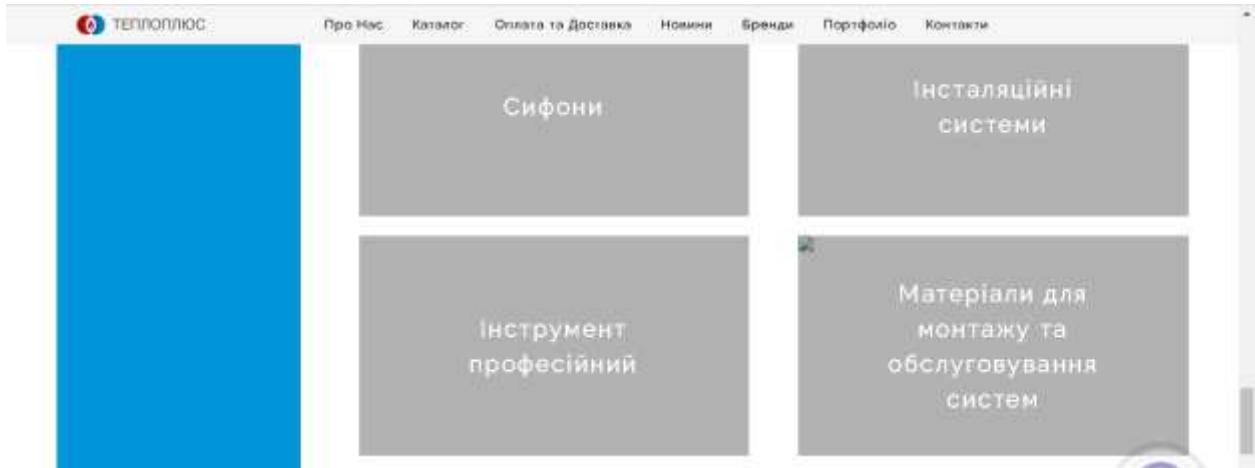 ТЕПЛОПЛЮС
Про Нас Каталог Оплата та Доставка Новини Бренди Портфоліо Контакти
Сифони
Інсталяційні
системи
Інструмент
професійний
Матеріали для
монтажу та
обслуговування
систем